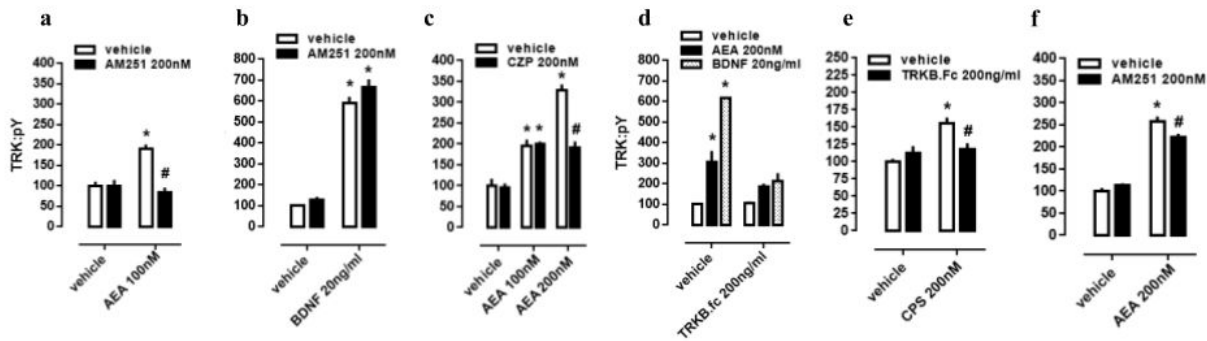 a
vehicle
AM251 200nM
TRK:pY
400
350
300
250
200
150
100
50
0
*
#
vehicle
AEA 100nM
b
vehicle
AM251 200nM
800
700
600
500
400
300
200
100
0
*
*
vehicle
BDNF 20ng/ml
c
vehicle
CZP 200nM
400
350
300
250
200
150
100
50
0
*
*
*
#
vehicle
AEA 100nM
AEA 200nM
d
vehicle
AEA 200nM
BDNF 20ng/ml
TRK:pY
800
700
600
500
400
300
200
100
0
*
*
vehicle
TRKB.fc 200ng/ml
e
vehicle
TRKB.Fc 200ng/ml
250
225
200
175
150
125
100
75
50
25
0
*
#
vehicle
CPS 200nM
f
vehicle
AM251 200nM
400
350
300
250
200
150
100
50
0
*
#
vehicle
AEA 200nM